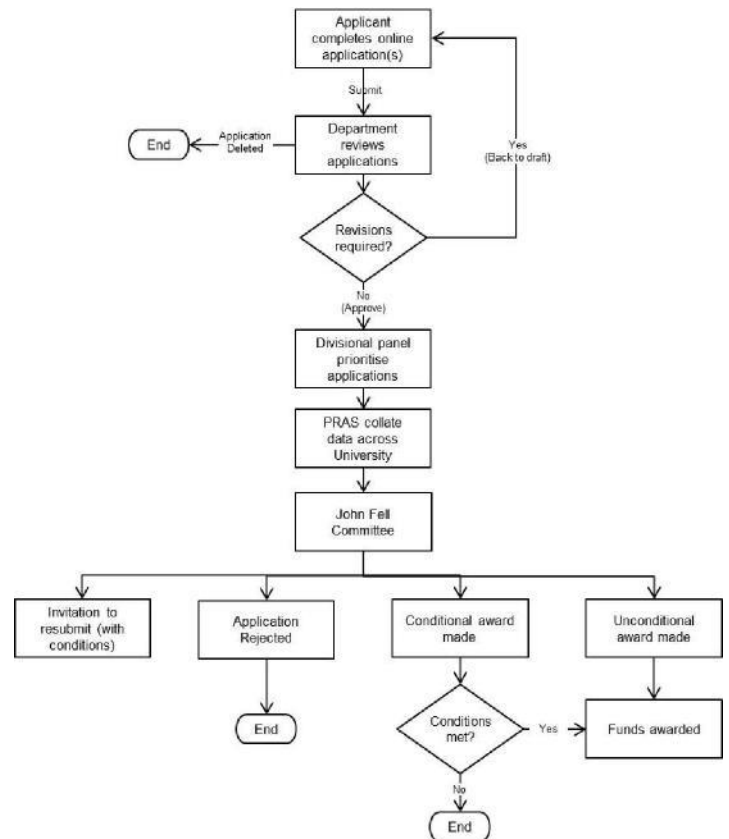 Applicant
completes online
application(s)
Submit
Department
reviews
applications
Application
Deleted
End
Yes
(Back to draft)
Revisions
required?
No
(Approve)
Divisional panel
prioritise
applications
PRAS collate
data across
University
John Fell
Committee
Invitation to
resubmit (with
conditions)
Application
Rejected
Conditional award
made
Unconditional
award made
End
Conditions
met?
Yes
Funds awarded
No
End